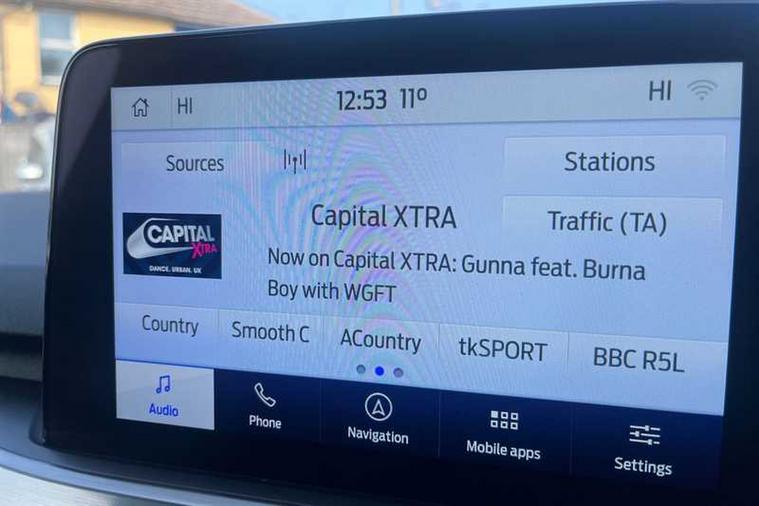 HI 12:53 11º HI
Sources Stations
CAPITAL
XTRA
DANCE. URBAN. UK
Capital XTRA Traffic (TA)
Now on Capital XTRA: Gunna feat. Burna
Boy with WGFT
Country Smooth C ACountry tkSPORT BBC R5L
Audio Phone Navigation Mobile apps Settings